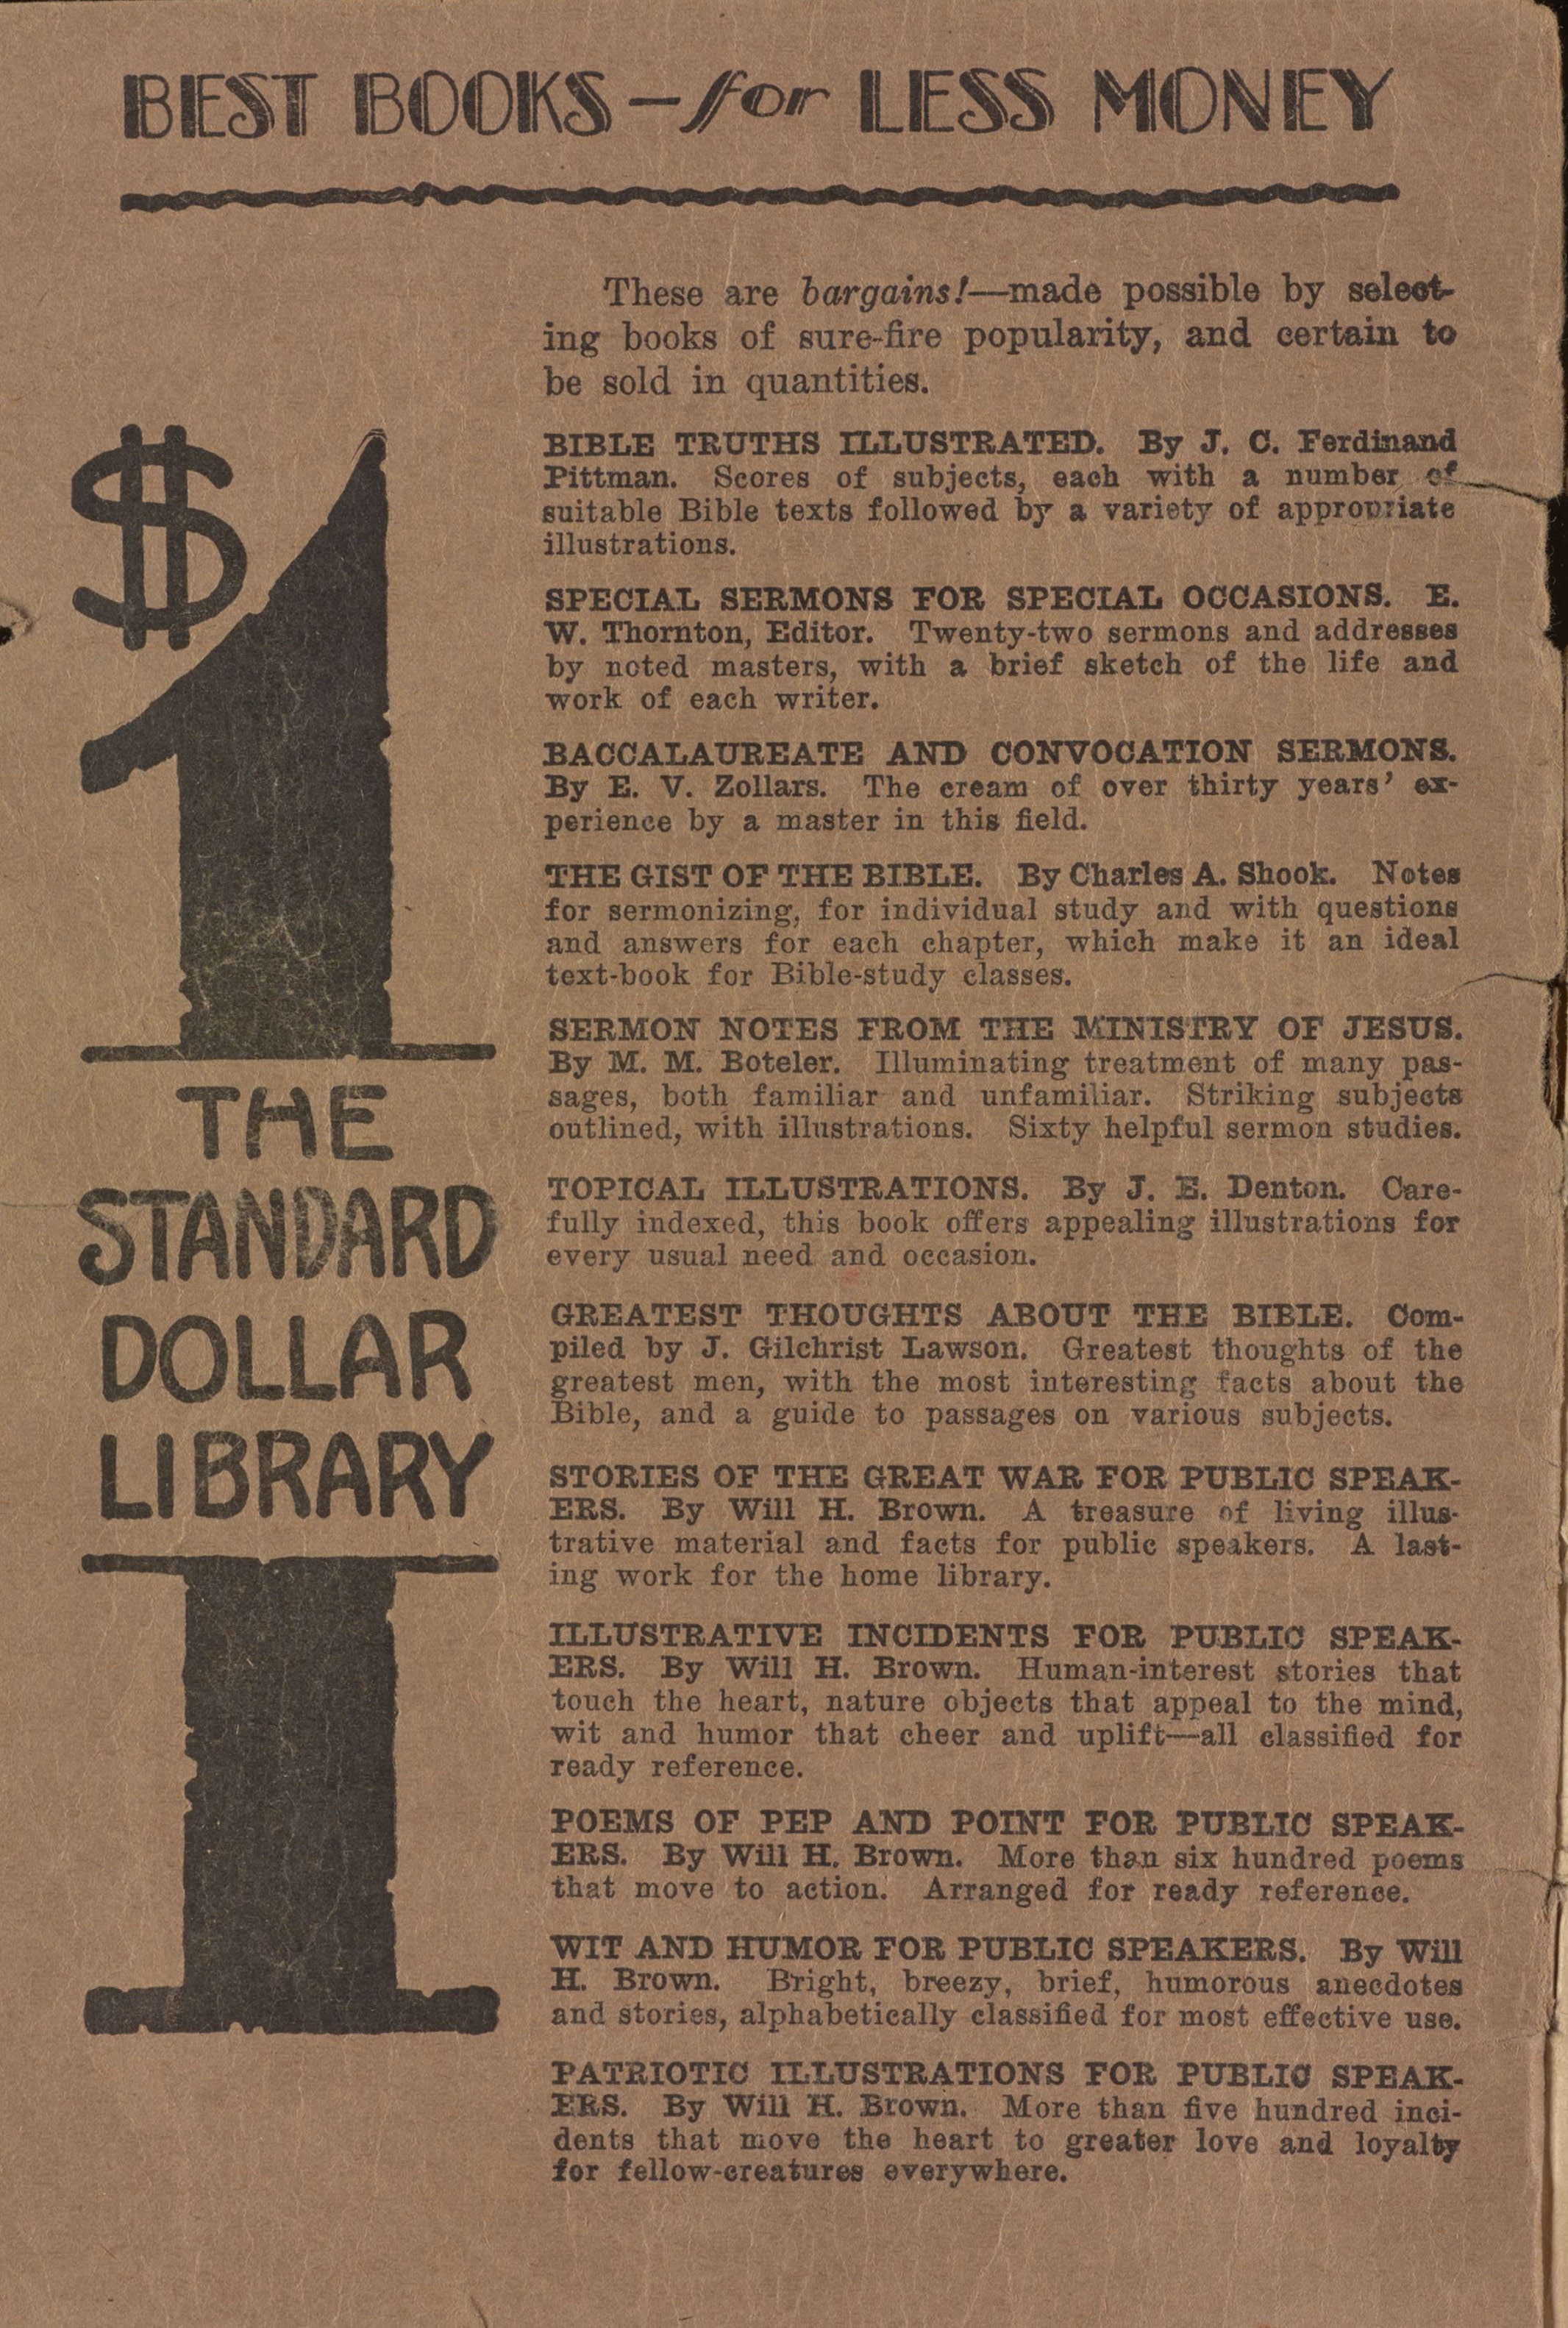 BEST BOOKS — for LESS MONEY
These are bargains!—made possible by select-
ing books of sure-fire popularity, and certain to
be sold in quantities.
$1
THE
STANDARD
DOLLAR
LIBRARY
BIBLE TRUTHS ILLUSTRATED. By J. C. Ferdinand
Pittman. Scores of subjects, each with a number of
suitable Bible texts followed by a variety of appropriate
illustrations.
SPECIAL SERMONS FOR SPECIAL OCCASIONS. E.
W. Thornton, Editor. Twenty-two sermons and addresses
by noted masters, with a brief sketch of the life and
work of each writer.
BACCALAUREATE AND CONVOCATION SERMONS.
By E. V. Zollars. The cream of over thirty years' ex-
perience by a master in this field.
THE GIST OF THE BIBLE. By Charles A. Shook. Notes
for sermonizing, for individual study and with questions
and answers for each chapter, which make it an ideal
text-book for Bible-study classes.
SERMON NOTES FROM THE MINISTRY OF JESUS.
By M. M. Boteler. Illuminating treatment of many pas-
sages, both familiar and unfamiliar. Striking subjects
outlined, with illustrations. Sixty helpful sermon studies.
TOPICAL ILLUSTRATIONS. By J. E. Denton. Care-
fully indexed, this book offers appealing illustrations for
every usual need and occasion.
GREATEST THOUGHTS ABOUT THE BIBLE. Com-
piled by J. Gilchrist Lawson. Greatest thoughts of the
greatest men, with the most interesting facts about the
Bible, and a guide to passages on various subjects.
STORIES OF THE GREAT WAR FOR PUBLIC SPEAK-
ERS. By Will H. Brown. A treasure of living illus-
trative material and facts for public speakers. A last-
ing work for the home library.
ILLUSTRATIVE INCIDENTS FOR PUBLIC SPEAK-
ERS. By Will H. Brown. Human-interest stories that
touch the heart, nature objects that appeal to the mind,
wit and humor that cheer and uplift—all classified for
ready reference.
POEMS OF PEP AND POINT FOR PUBLIC SPEAK-
ERS. By Will H. Brown. More than six hundred poems
that move to action. Arranged for ready reference.
WIT AND HUMOR FOR PUBLIC SPEAKERS. By Will
H. Brown. Bright, breezy, brief, humorous anecdotes
and stories, alphabetically classified for most effective use.
PATRIOTIC ILLUSTRATIONS FOR PUBLIC SPEAK-
ERS. By Will H. Brown. More than five hundred inci-
dents that move the heart to greater love and loyalty
for fellow-creatures everywhere.